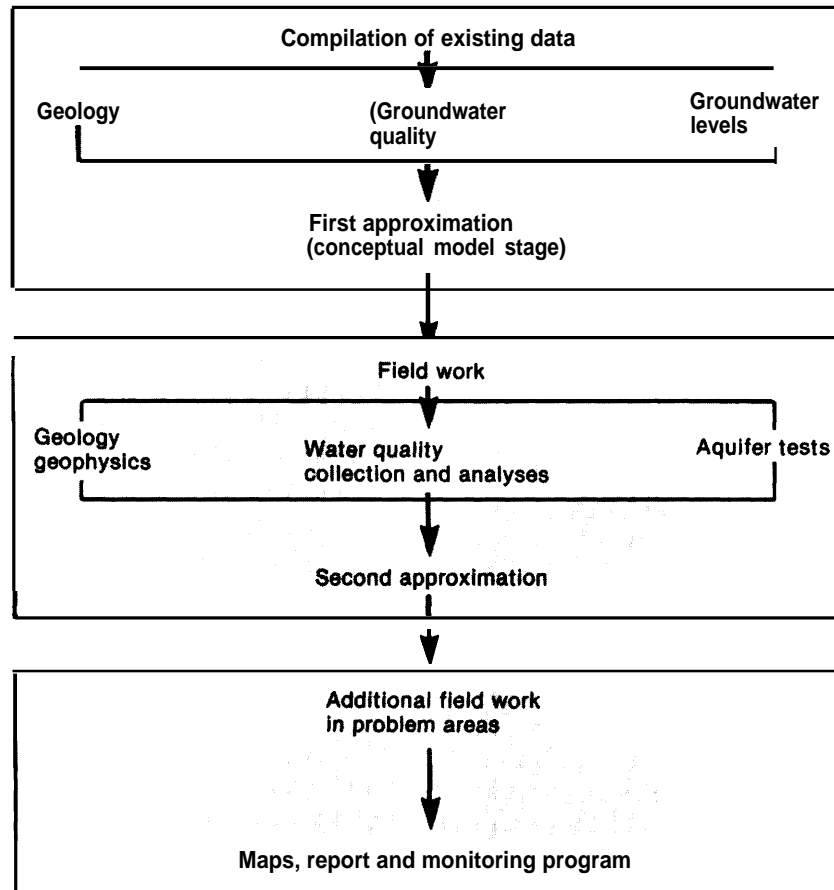 Compilation of existing data
Geology
(Groundwater
quality
Groundwater
levels
First approximation
(conceptual model stage)
Field work
Geology
geophysics
Water quality
collection and analyses
Aquifer tests
Second approximation
Additional field work
in problem areas
Maps, report and monitoring program